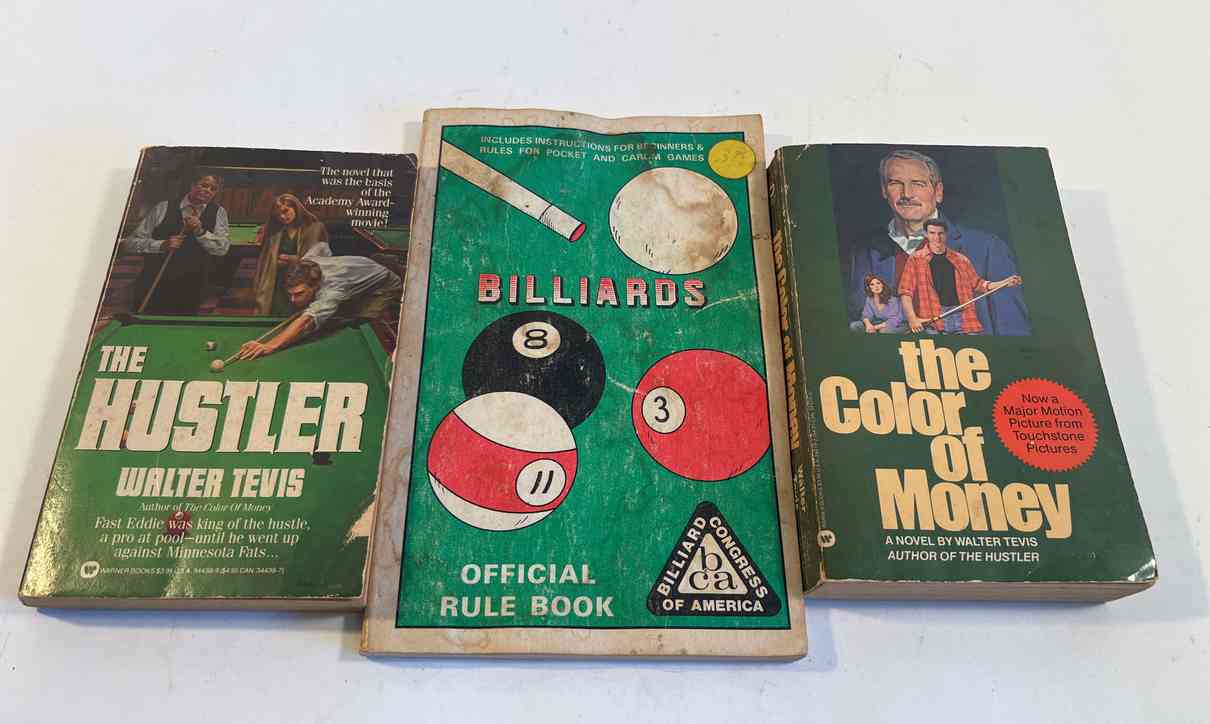 The novel that
was the basis
of the
Academy Award-
winning
movie!
THE
HUSTLER
WALTER TEVIS
Author of The Color Of Money
Fast Eddie was king of the hustle,
a pro at pool—until he went up
against Minnesota Fats...
WARNER BOOKS
INCLUDES INSTRUCTIONS FOR BEGINNERS &
RULES FOR POCKET AND CAROM GAMES
BILLIARDS
8
3
11
OFFICIAL
RULE BOOK
BILLIARD CONGRESS
OF AMERICA
bca
the
Color
of
Money
Now a
Major Motion
Picture from
Touchstone
Pictures
A NOVEL BY WALTER TEVIS
AUTHOR OF THE HUSTLER